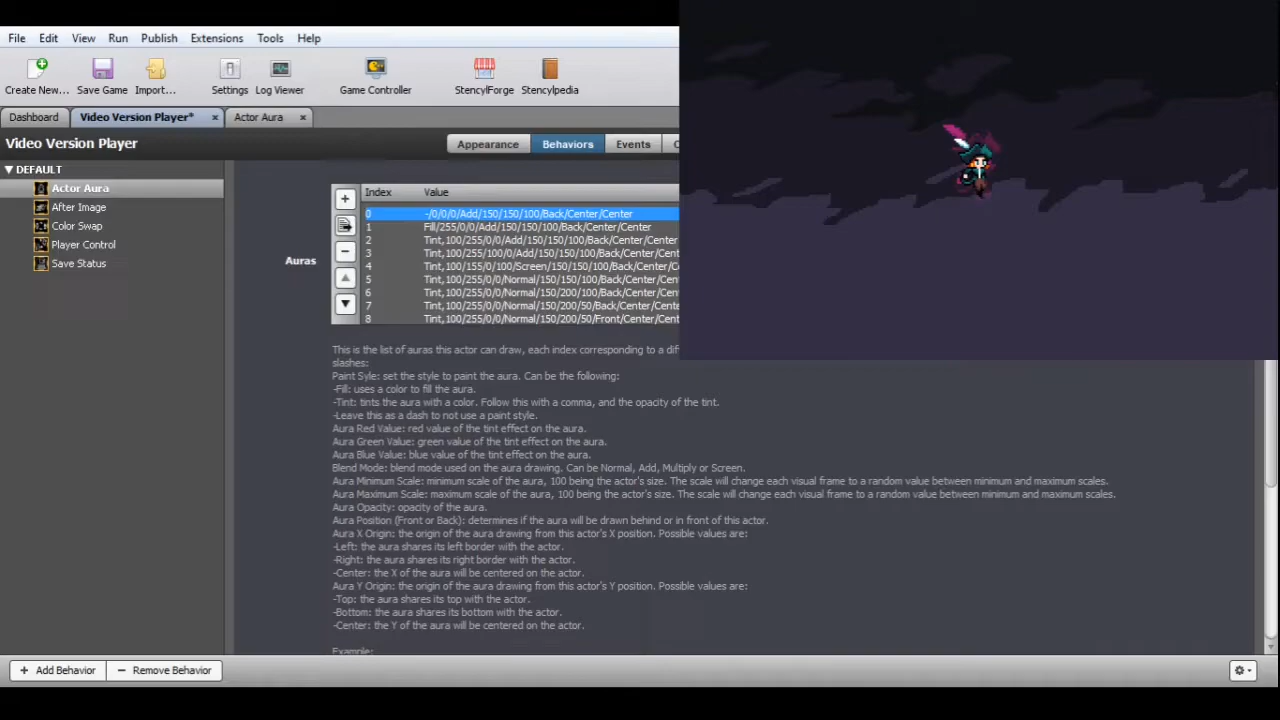 File Edit View Run Publish Extensions Tools Help
Create New... Save Game Import... Settings Log Viewer Game Controller StencylForge Stencylpedia
Dashboard Video Version Player* Actor Aura
Video Version Player Appearance Behaviors Events
DEFAULT
Actor Aura
After Image
Color Swap
Player Control
Save Status
Auras
Index Value
0 -/0/0/0/Add/150/150/100/Back/Center/Center
1 Fill/255/0/0/Add/150/150/100/Back/Center/Center
2 Tint,100/255/0/0/Add/150/150/100/Back/Center
3 Tint,100/255/100/0/Add/150/150/100/Back/Center
4 Tint,100/155/0/100/Screen/150/150/100/Back/Center
5 Tint,100/255/0/0/Normal/150/150/100/Back/Center
6 Tint,100/255/0/0/Normal/150/200/100/Back/Center
7 Tint,100/255/0/0/Normal/150/200/50/Back/Center
8 Tint,100/255/0/0/Normal/150/200/50/Front/Center
This is the list of auras this actor can draw, each index corresponding to a
slashes:
Paint Syle: set the style to paint the aura. Can be the following:
-Fill: uses a color to fill the aura.
-Tint: tints the aura with a color. Follow this with a comma, and the opacity of the tint.
-Leave this as a dash to not use a paint style.
Aura Red Value: red value of the tint effect on the aura.
Aura Green Value: green value of the tint effect on the aura.
Aura Blue Value: blue value of the tint effect on the aura.
Blend Mode: blend mode used on the aura drawing. Can be Normal, Add, Multiply or Screen.
Aura Minimum Scale: minimum scale of the aura, 100 being the actor's size. The scale will change each visual frame to a random value between minimum and maximum scales.
Aura Maximum Scale: maximum scale of the aura, 100 being the actor's size. The scale will change each visual frame to a random value between minimum and maximum scales.
Aura Opacity: opacity of the aura.
Aura Position (Front or Back): determines if the aura will be drawn behind or in front of this actor.
Aura X Origin: the origin of the aura drawing from this actor's X position. Possible values are:
-Left: the aura shares its left border with the actor.
-Right: the aura shares its right border with the actor.
-Center: the X of the aura will be centered on the actor.
Aura Y Origin: the origin of the aura drawing from this actor's Y position. Possible values are:
-Top: the aura shares its top with the actor.
-Bottom: the aura shares its bottom with the actor.
-Center: the Y of the aura will be centered on the actor.
Example:
+ Add Behavior − Remove Behavior